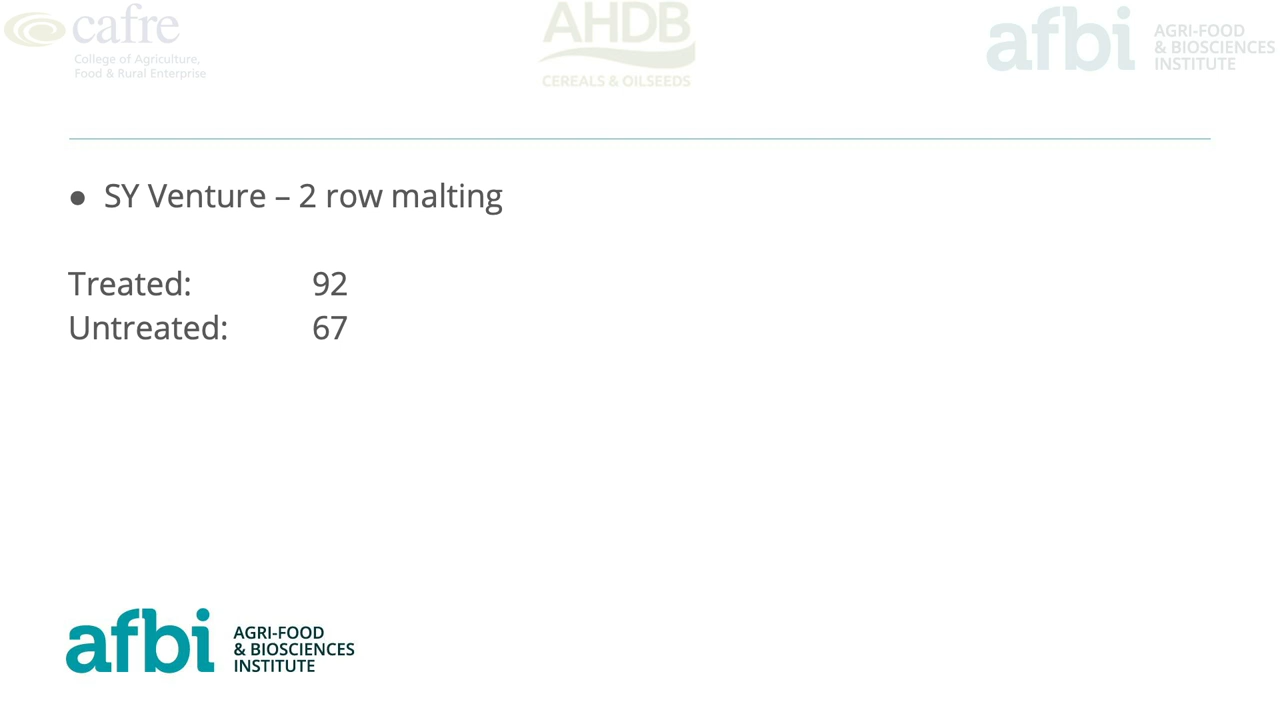 cafre
College of Agriculture,
Food & Rural Enterprise
AHDB
CEREALS & OILSEEDS
afbi
AGRI-FOOD
& BIOSCIENCES
INSTITUTE
● SY Venture – 2 row malting
Treated: 92
Untreated: 67
afbi
AGRI-FOOD
& BIOSCIENCES
INSTITUTE